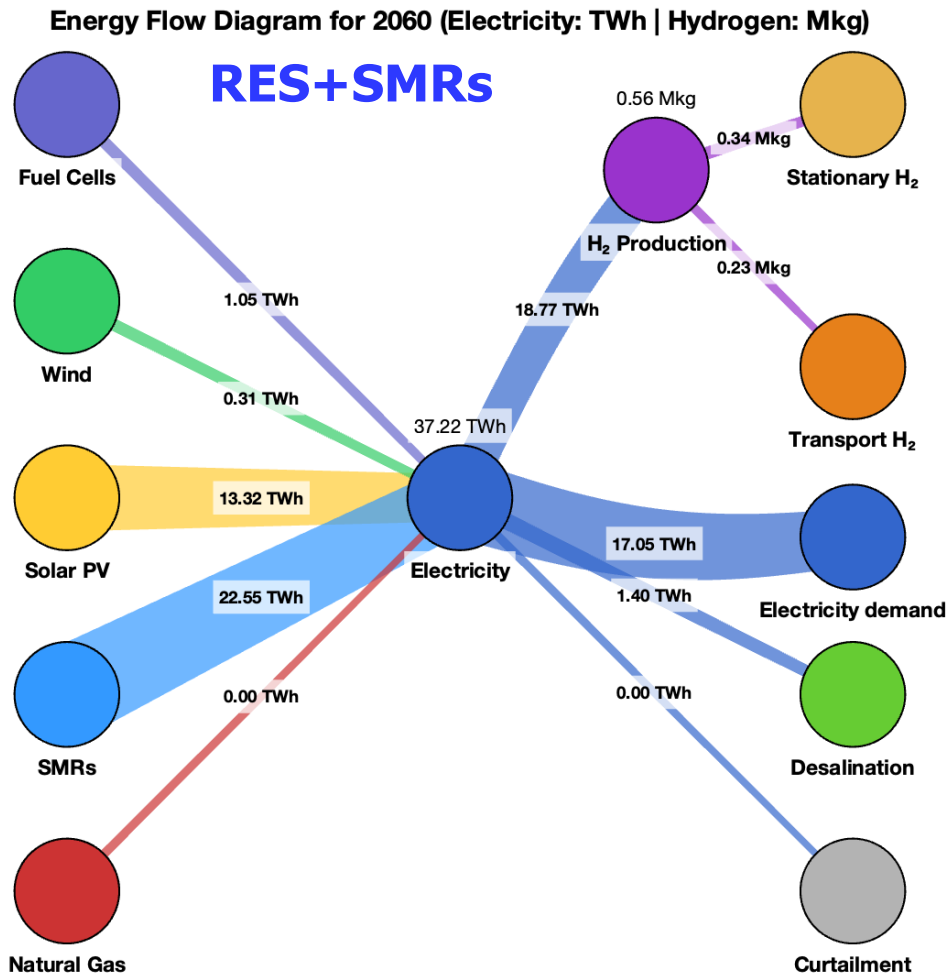 Energy Flow Diagram for 2060 (Electricity: TWh | Hydrogen: Mkg)
RES+SMRs
Fuel Cells
Wind
Solar PV
SMRs
Natural Gas
1.05 TWh
0.31 TWh
13.32 TWh
22.55 TWh
0.00 TWh
37.22 TWh
Electricity
0.56 Mkg
H₂ Production
18.77 TWh
0.34 Mkg
0.23 Mkg
17.05 TWh
1.40 TWh
0.00 TWh
Stationary H₂
Transport H₂
Electricity demand
Desalination
Curtailment